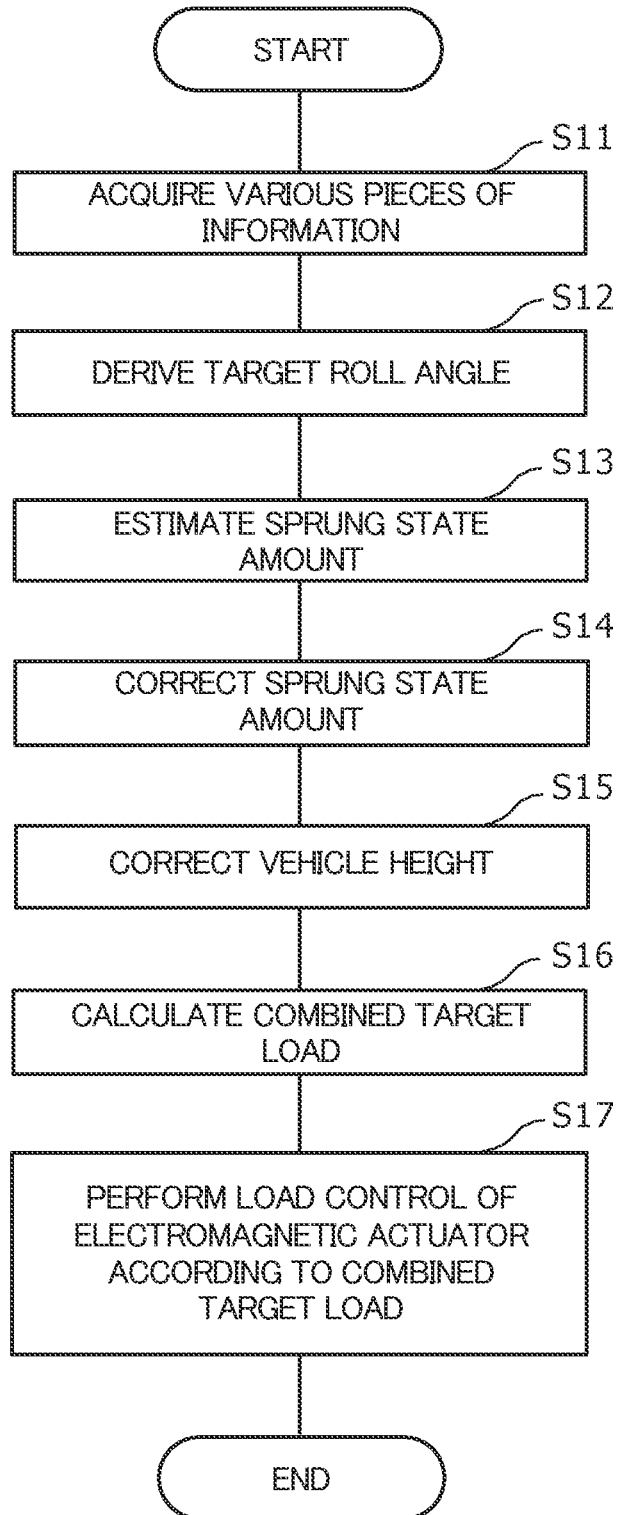 START
S11
ACQUIRE VARIOUS PIECES OF
INFORMATION
S12
DERIVE TARGET ROLL ANGLE
S13
ESTIMATE SPRUNG STATE
AMOUNT
S14
CORRECT SPRUNG STATE
AMOUNT
S15
CORRECT VEHICLE HEIGHT
S16
CALCULATE COMBINED TARGET
LOAD
S17
PERFORM LOAD CONTROL OF
ELECTROMAGNETIC ACTUATOR
ACCORDING TO COMBINED
TARGET LOAD
END